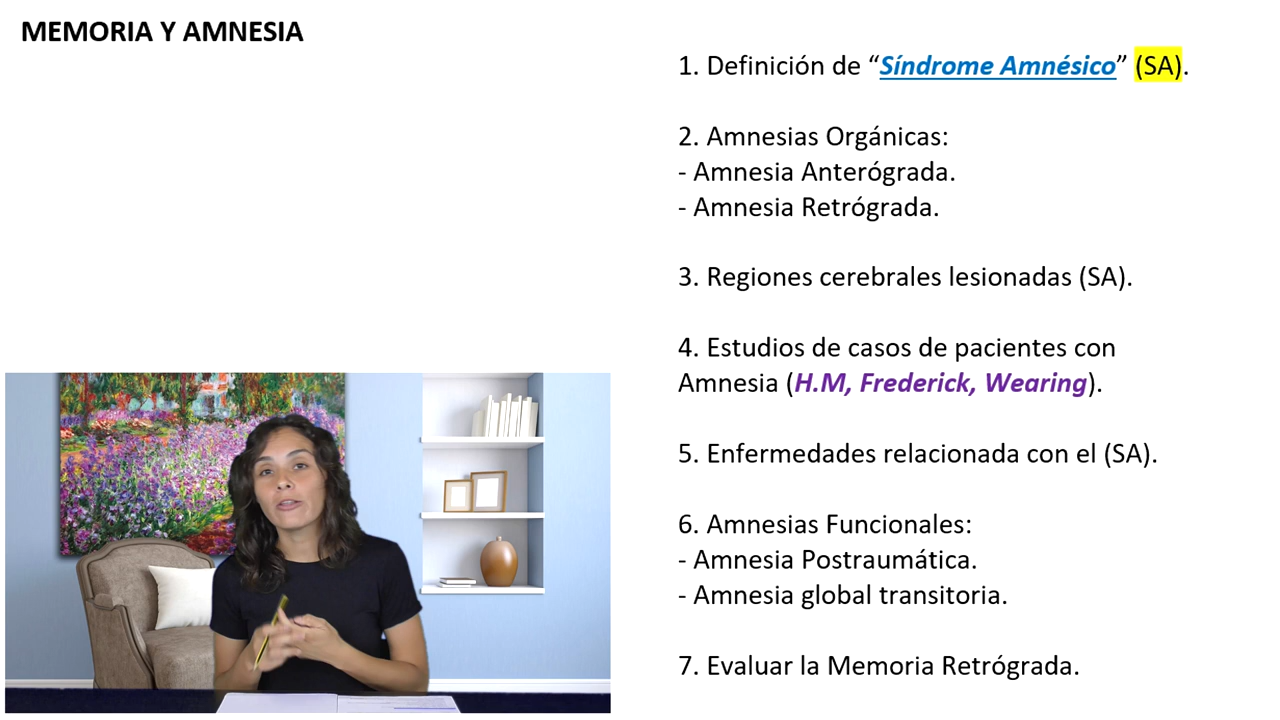 MEMORIA Y AMNESIA
1. Definición de “Síndrome Amnésico” (SA).
2. Amnesias Orgánicas:
- Amnesia Anterógrada.
- Amnesia Retrógrada.
3. Regiones cerebrales lesionadas (SA).
4. Estudios de casos de pacientes con
Amnesia (H.M, Frederick, Wearing).
5. Enfermedades relacionada con el (SA).
6. Amnesias Funcionales:
- Amnesia Postraumática.
- Amnesia global transitoria.
7. Evaluar la Memoria Retrógrada.